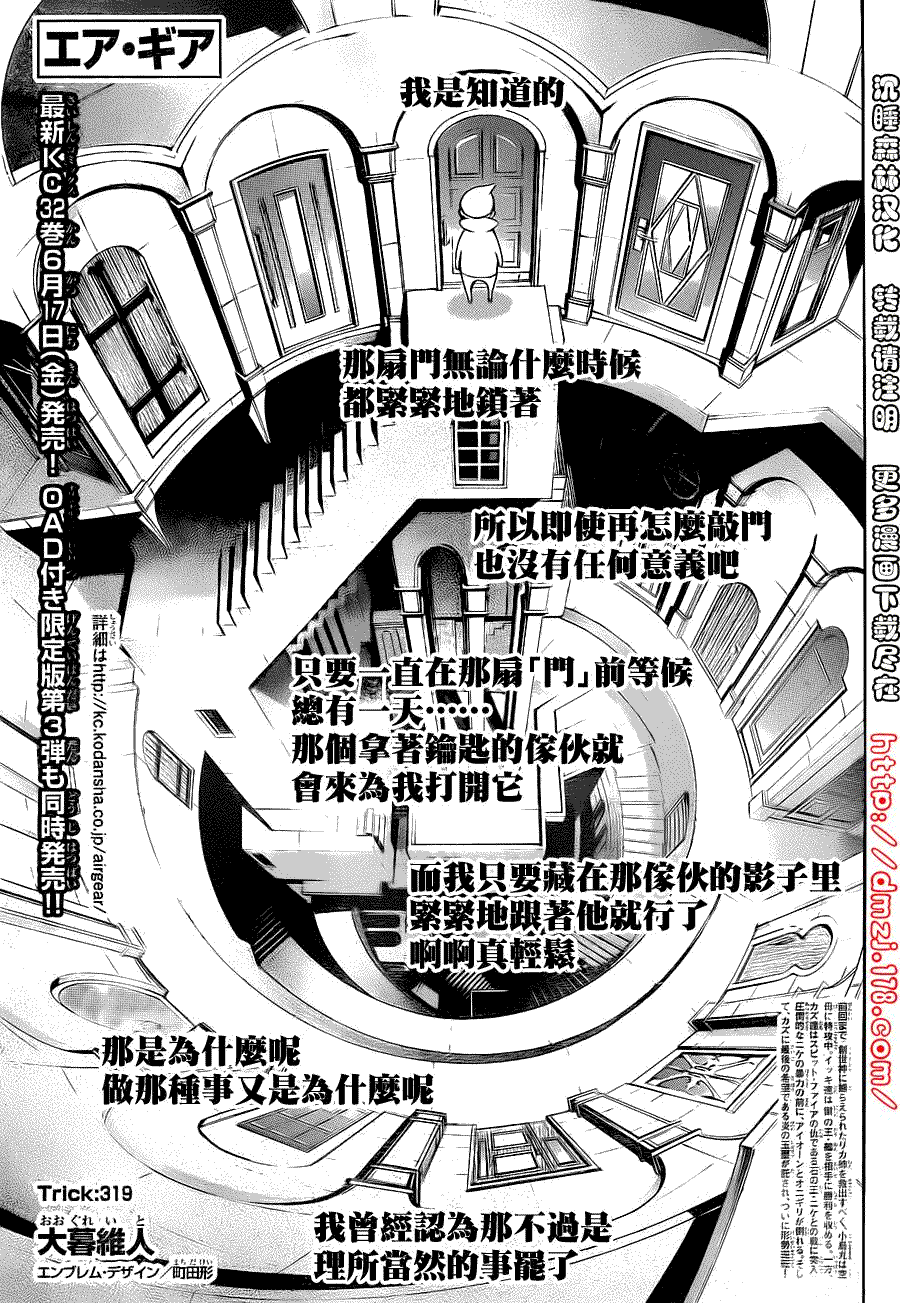 エア・ギア
最新KC32巻6月17日(金)発売! OAD付き限定版第3弾も同時発売!!
詳細はhttp://kc.kodansha.co.jp/airgear/
我是知道的
那扇門無論什麼時候
都緊緊地鎖著
所以即使再怎麼敲門
也沒有任何意義吧
只要一直在那扇「門」前等候
總有一天……
那個拿著鑰匙的傢伙就
會來為我打開它
而我只要藏在那傢伙的影子里
緊緊地跟著他就行了
啊啊真輕鬆
那是為什麼呢
做那種事又是為什麼呢
我曾經認為那不過是
理所當然的事罷了
Trick:319
おおぐれいと
大暮維人
エンブレム・デザイン/町田形
沉睡森林汉化 转载请注明 更多漫画下载尽在 http://dmzj.178.com/